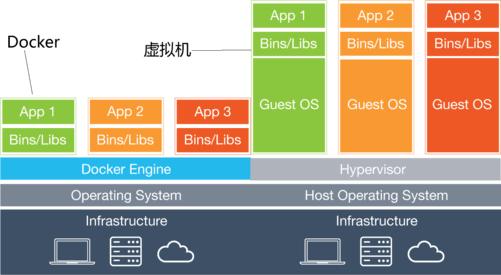 Docker
虚拟机
App 1
App 2
App 3
Bins/Libs
Bins/Libs
Bins/Libs
Docker Engine
Operating System
Infrastructure
App 1
App 2
App 3
Bins/Libs
Bins/Libs
Bins/Libs
Guest OS
Guest OS
Guest OS
Hypervisor
Host Operating System
Infrastructure